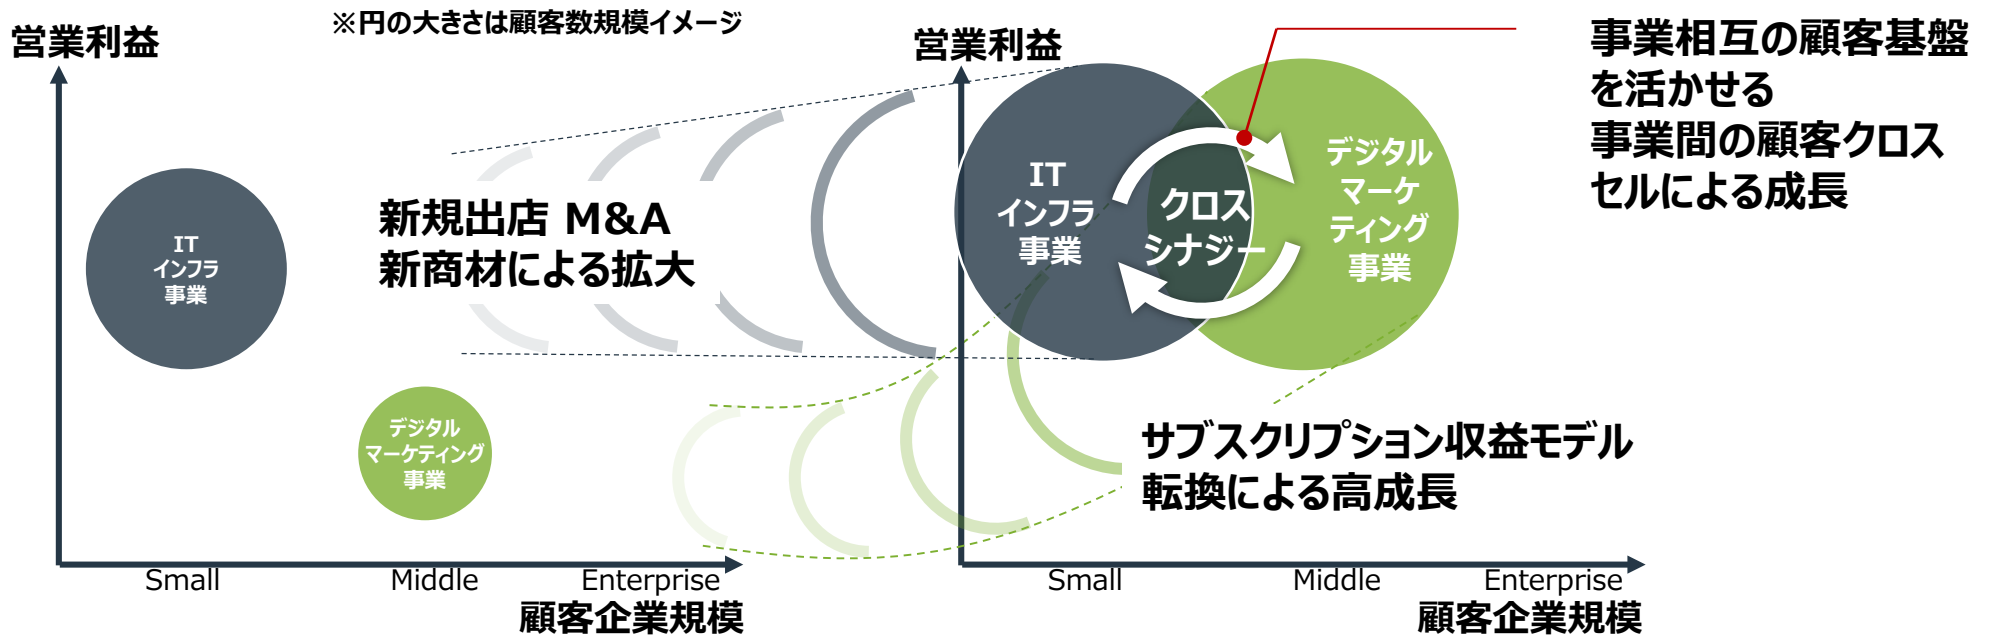 ※円の大きさは顧客数規模イメージ
営業利益
IT
インフラ
事業
新規出店 M&A
新商材による拡大
デジタル
マーケティング
事業
Small
Middle
Enterprise
顧客企業規模
営業利益
IT
インフラ
事業
クロス
シナジー
デジタル
マーケ
ティング
事業
事業相互の顧客基盤
を活かせる
事業間の顧客クロス
セルによる成長
サブスクリプション収益モデル
転換による高成長
Small
Middle
Enterprise
顧客企業規模